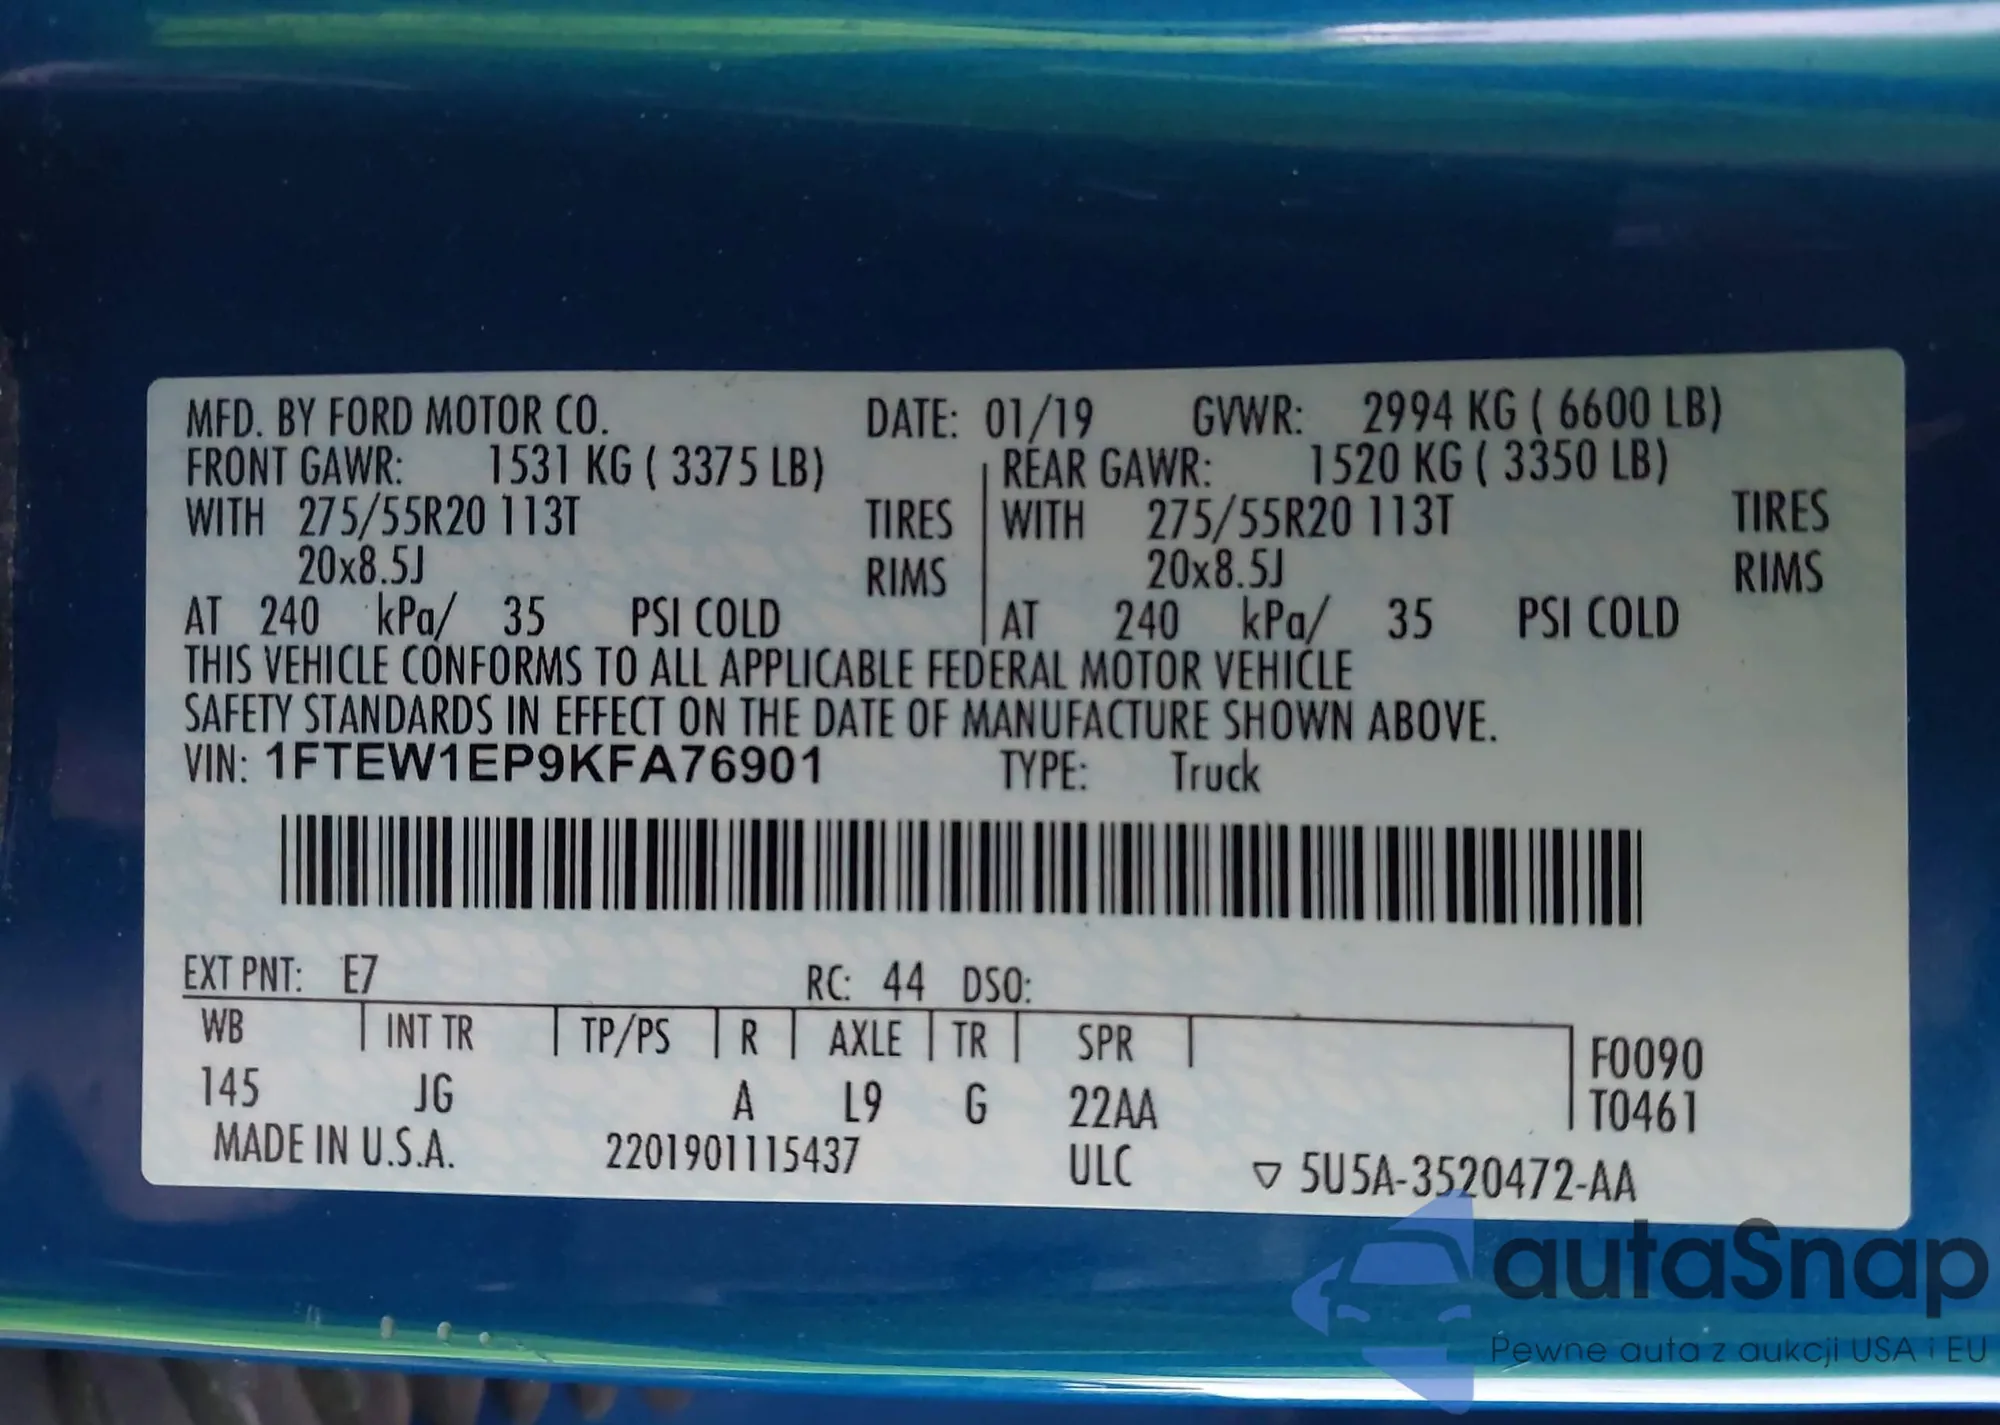 MFD. BY FORD MOTOR CO. DATE: 01/19 GVWR: 2994 KG ( 6600 LB)
FRONT GAWR: 1531 KG ( 3375 LB) REAR GAWR: 1520 KG ( 3350 LB)
WITH 275/55R20 113T TIRES WITH 275/55R20 113T TIRES
20x8.5J RIMS 20x8.5J RIMS
AT 240 kPa/ 35 PSI COLD AT 240 kPa/ 35 PSI COLD
THIS VEHICLE CONFORMS TO ALL APPLICABLE FEDERAL MOTOR VEHICLE
SAFETY STANDARDS IN EFFECT ON THE DATE OF MANUFACTURE SHOWN ABOVE.
VIN: 1FTEW1EP9KFA76901 TYPE: Truck
EXT PNT: E7 RC: 44 DSO:
WB INT TR TP/PS R AXLE TR SPR F0090
145 JG A L9 G 22AA T0461
MADE IN U.S.A. 2201901115437 ULC ▽ 5U5A-3520472-AA
autaSnap
Pewne auta z aukcji USA i EU